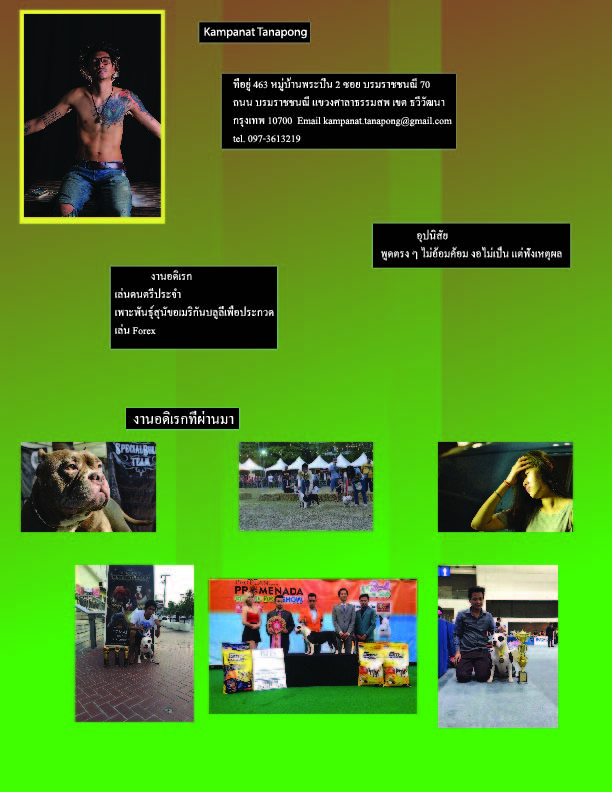 Kampanat Tanapong
ที่อยู่ 463 หมู่บ้านพระปิ่น 2 ซอย บรมราชชนนี 70
ถนน บรมราชชนนี แขวงศาลาธรรมสพ เขต ธวีวัฒนา
กรุงเทพ 10700 Email kampanat.tanapong@gmail.com
tel. 097-3613219
อุปนิสัย
พูดตรง ๆ ไม่อ้อมค้อม งอไม่เป็น แต่ฟังเหตุผล
งานอดิเรก
เล่นดนตรีประจำ
เพาะพันธุ์สุนัขอเมริกันบลูลี่เพื่อประกวด
เล่น Forex
งานอดิเรกที่ผ่านมา
SPECIALBULL
TEAM
PROMENADA
SHOW